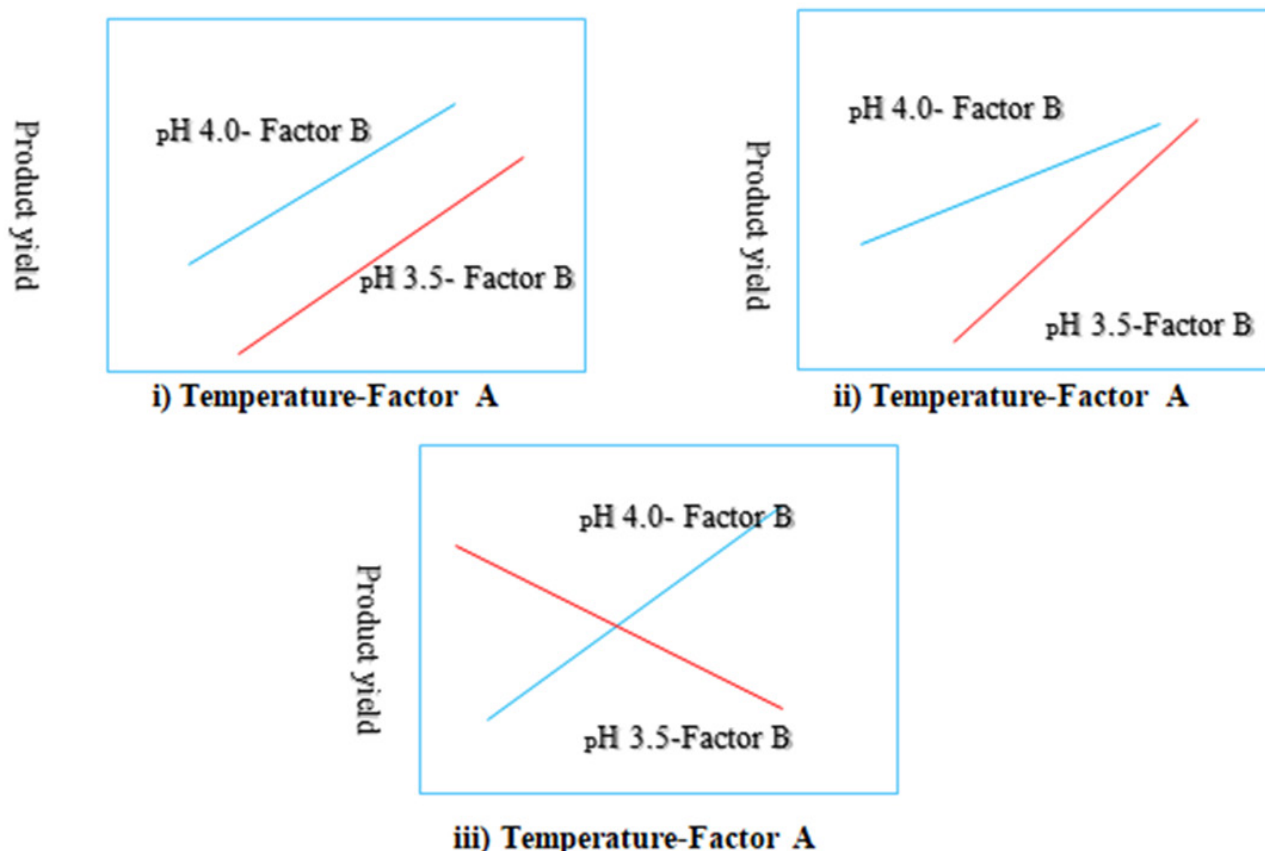 Product yield
pH 4.0- Factor B
pH 3.5- Factor B
i) Temperature-Factor A
Product yield
pH 4.0- Factor B
pH 3.5-Factor B
ii) Temperature-Factor A
Product yield
pH 4.0- Factor B
pH 3.5-Factor B
iii) Temperature-Factor A